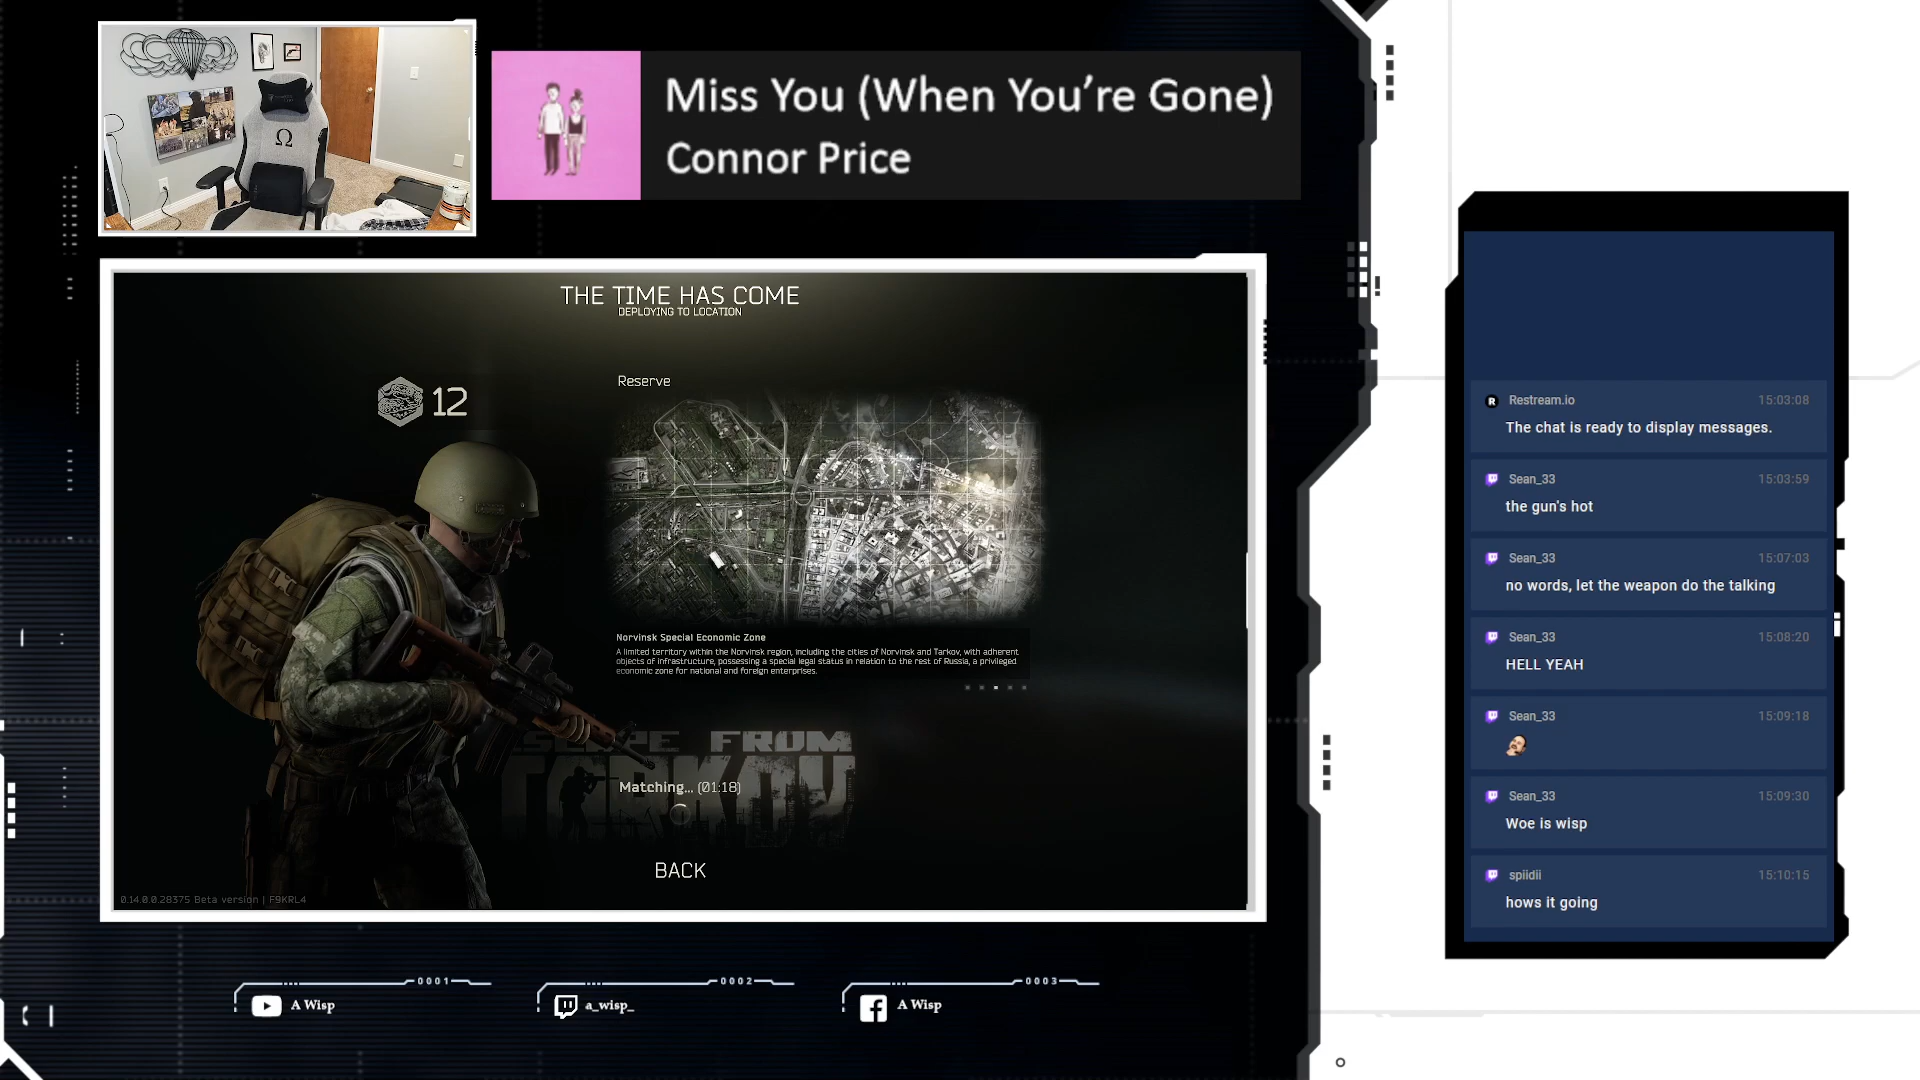 Miss You (When You’re Gone)
Connor Price
THE TIME HAS COME
DEPLOYING TO LOCATION
12
Reserve
Norvinsk Special Economic Zone
A limited territory within the Norvinsk region, including the cities of Norvinsk and Tarkov, with adherent
objects of infrastructure, possessing a special legal status in relation to the rest of Russia, a privileged
economic zone for national and foreign enterprises.
ESCAPE FROM
TARKOV
Matching... (01:18)
BACK
0.14.0.0.28375 Beta version | F9KRL4
R Restream.io 15:03:08
The chat is ready to display messages.
Sean_33 15:03:59
the gun's hot
Sean_33 15:07:03
no words, let the weapon do the talking
Sean_33 15:08:20
HELL YEAH
Sean_33 15:09:18
Sean_33 15:09:30
Woe is wisp
spiidii 15:10:15
hows it going
0001
A Wisp
0002
a_wisp_
0003
A Wisp